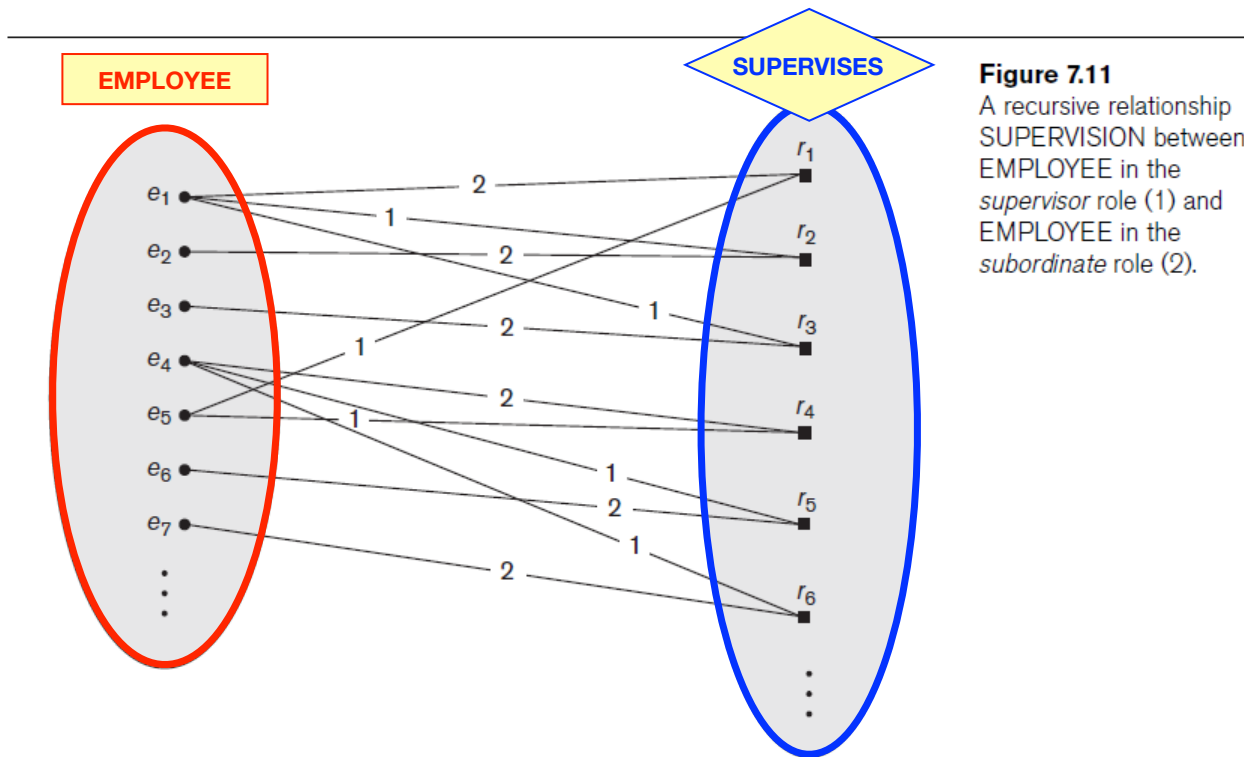 EMPLOYEE
SUPERVISES
Figure 7.11
A recursive relationship
SUPERVISION between
EMPLOYEE in the
supervisor role (1) and
EMPLOYEE in the
subordinate role (2).
e1
e2
e3
e4
e5
e6
e7
2
1
2
1
2
1
2
1
1
2
1
2
r1
r2
r3
r4
r5
r6